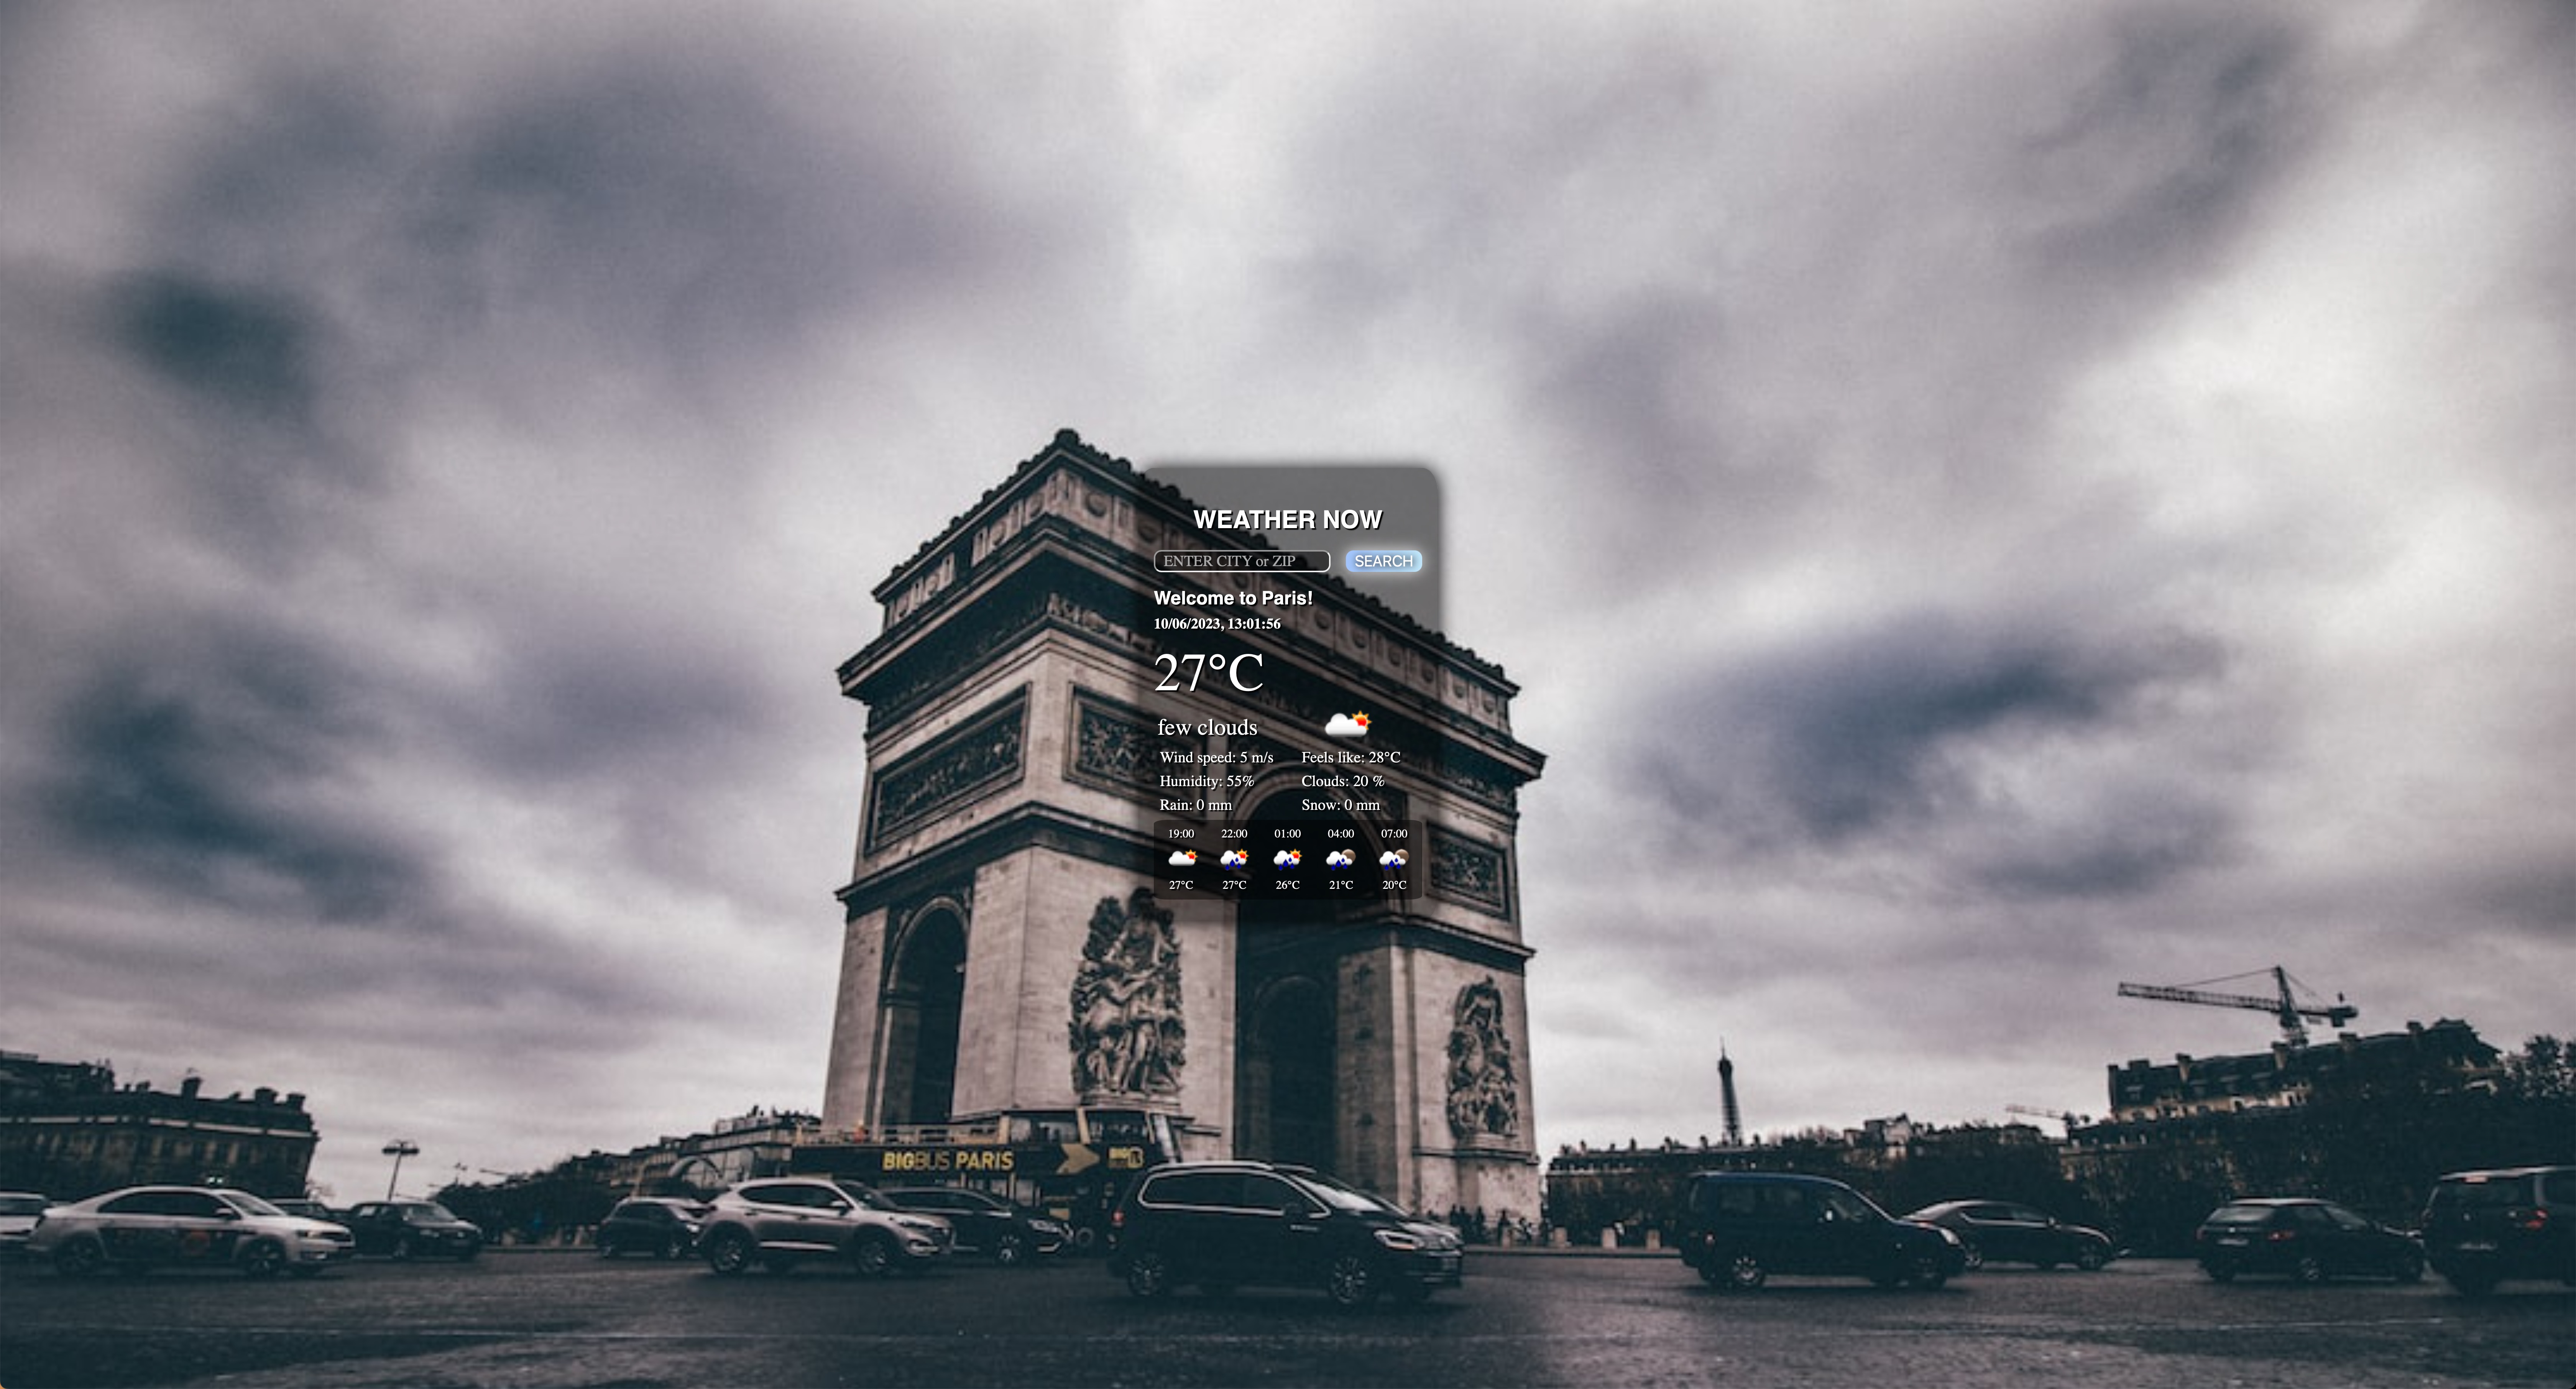 WEATHER NOW
ENTER CITY or ZIP SEARCH
Welcome to Paris!
10/06/2023, 13:01:56
27°C
few clouds
Wind speed: 5 m/s Feels like: 28°C
Humidity: 55% Clouds: 20 %
Rain: 0 mm Snow: 0 mm
19:00 22:00 01:00 04:00 07:00
27°C 27°C 26°C 21°C 20°C
BIGBUS PARIS
BIG